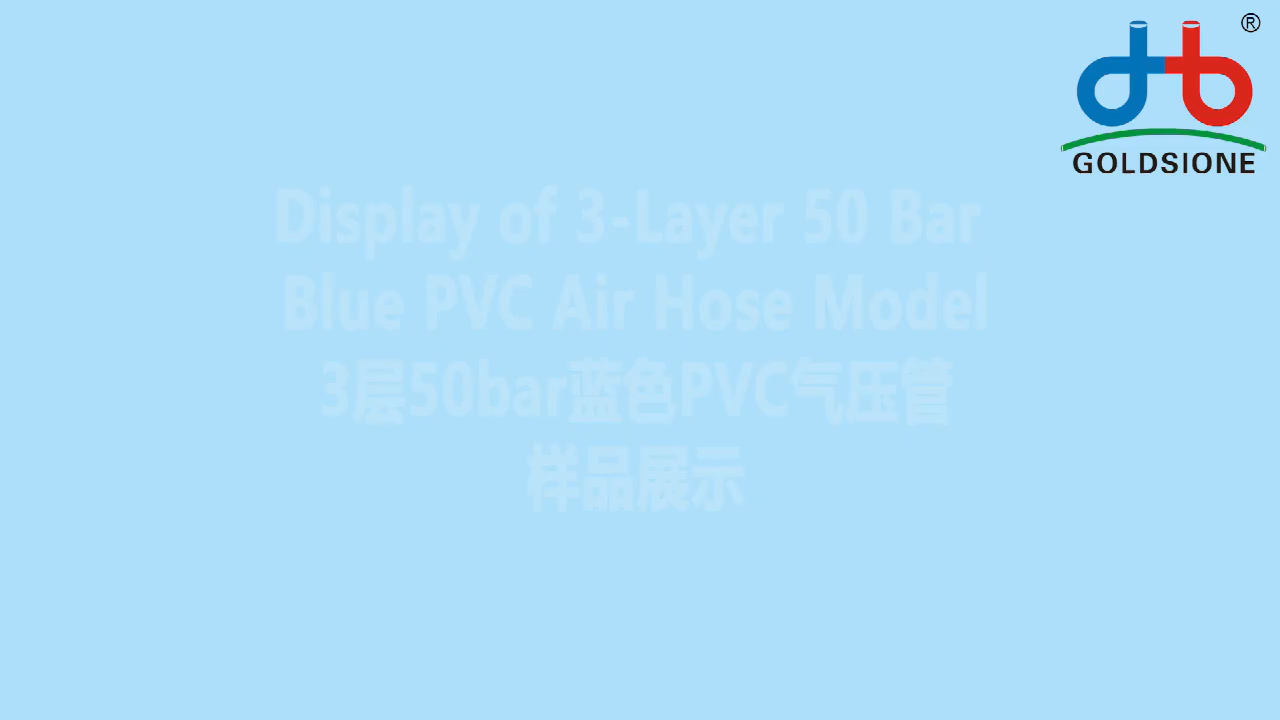 ®
GOLDSIONE
Display of 3-Layer 50 Bar
Blue PVC Air Hose Model
3层50bar蓝色PVC气压管
样品展示